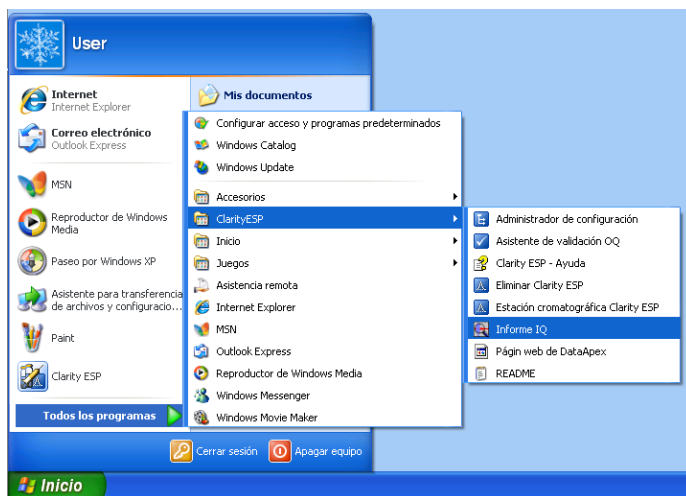 User
Internet
Internet Explorer
Correo electrónico
Outlook Express
MSN
Reproductor de Windows
Media
Paseo por Windows XP
Asistente para transferencia
de archivos y configuracio...
Paint
Clarity ESP
Todos los programas
Mis documentos
Configurar acceso y programas predeterminados
Windows Catalog
Windows Update
Accesorios
ClarityESP
Inicio
Juegos
Asistencia remota
Internet Explorer
MSN
Outlook Express
Reproductor de Windows Media
Windows Messenger
Windows Movie Maker
Administrador de configuración
Asistente de validación OQ
Clarity ESP - Ayuda
Eliminar Clarity ESP
Estación cromatográfica Clarity ESP
Informe IQ
Págin web de DataApex
README
Cerrar sesión
Apagar equipo
Inicio